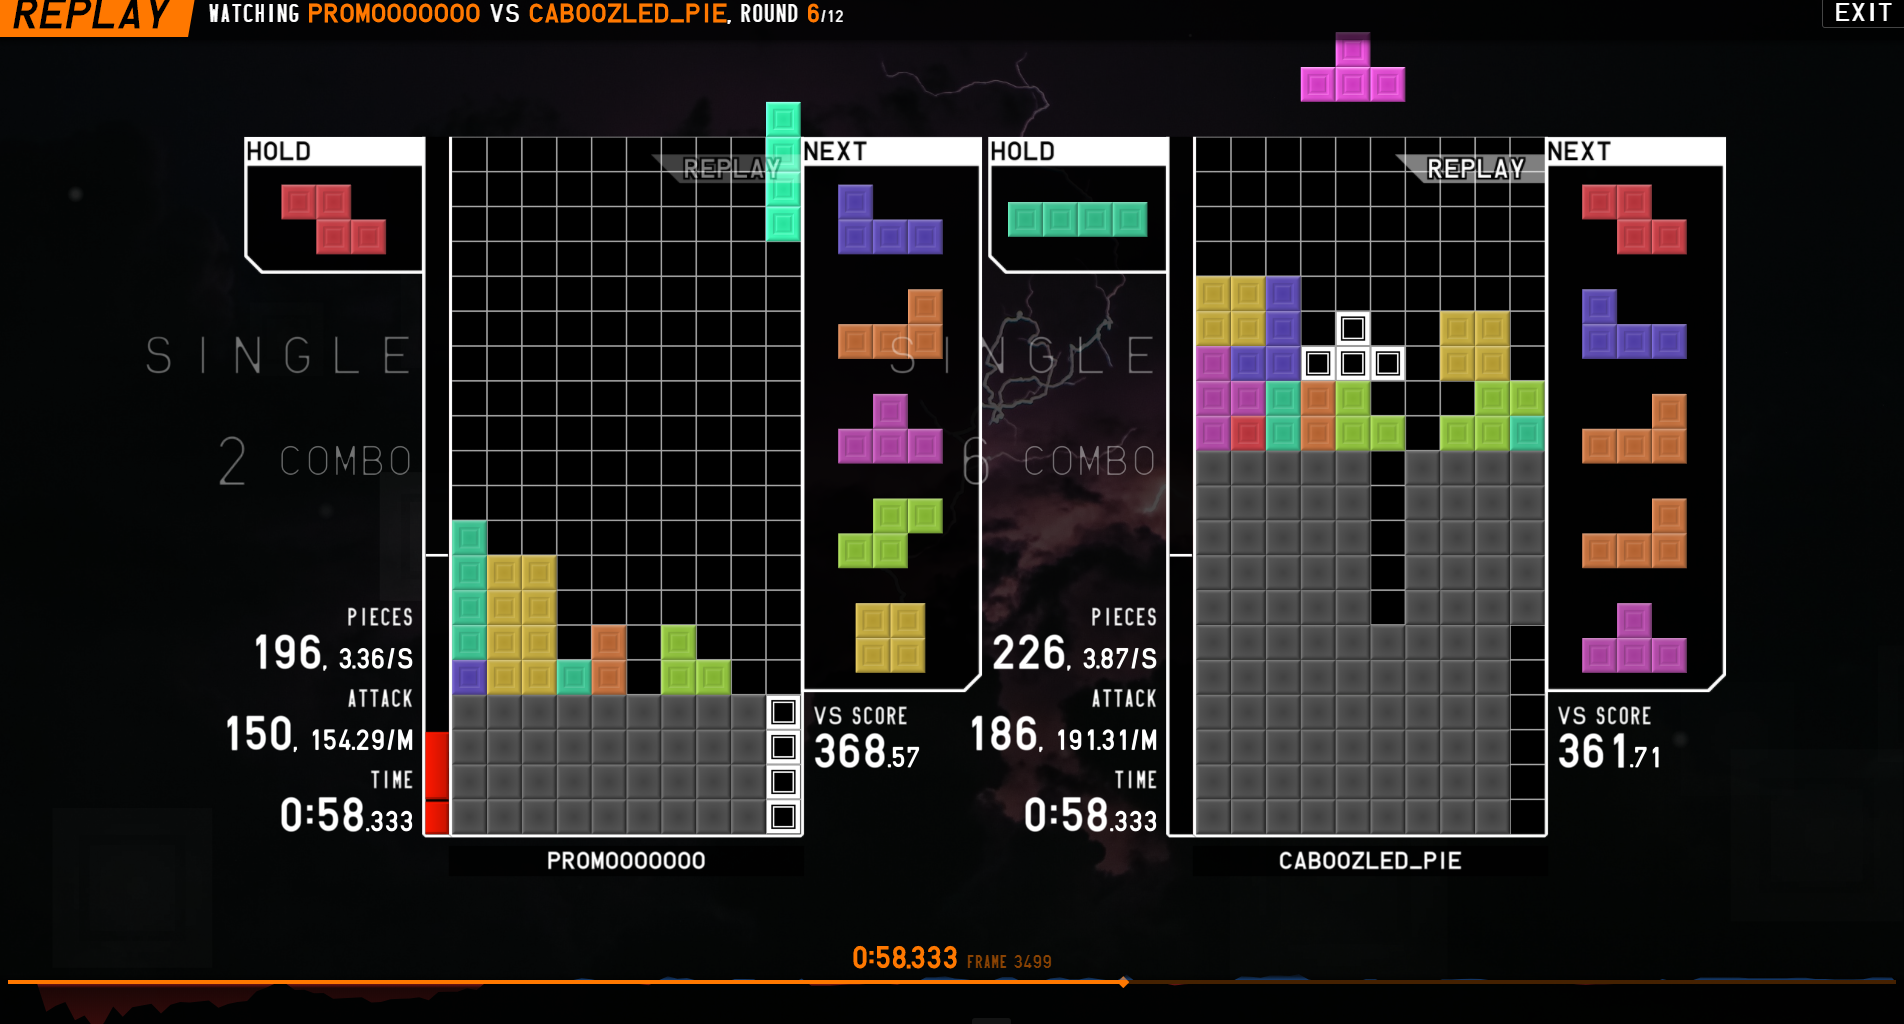 REPLAY WATCHING PROMOOOOOOO VS CABOOZLED_PIE, ROUND 6/12 EXIT
HOLD
REPLAY
NEXT
HOLD
REPLAY
NEXT
SINGLE
2 COMBO
SINGLE
6 COMBO
PIECES
196, 3.36/S
ATTACK
150, 154.29/M
TIME
0:58.333
VS SCORE
368.57
PIECES
226, 3.87/S
ATTACK
186, 191.31/M
TIME
0:58.333
VS SCORE
361.71
PROMOOOOOOO
CABOOZLED_PIE
0:58.333 FRAME 3499